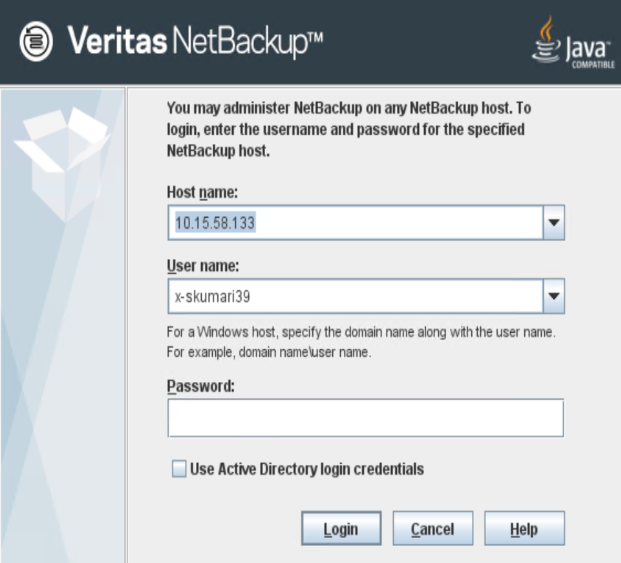 Veritas NetBackup™
Java™
COMPATIBLE
You may administer NetBackup on any NetBackup host. To
login, enter the username and password for the specified
NetBackup host.
Host name:
10.15.58.133
User name:
x-skumari39
For a Windows host, specify the domain name along with the user name.
For example, domain name\user name.
Password:
Use Active Directory login credentials
Login Cancel Help